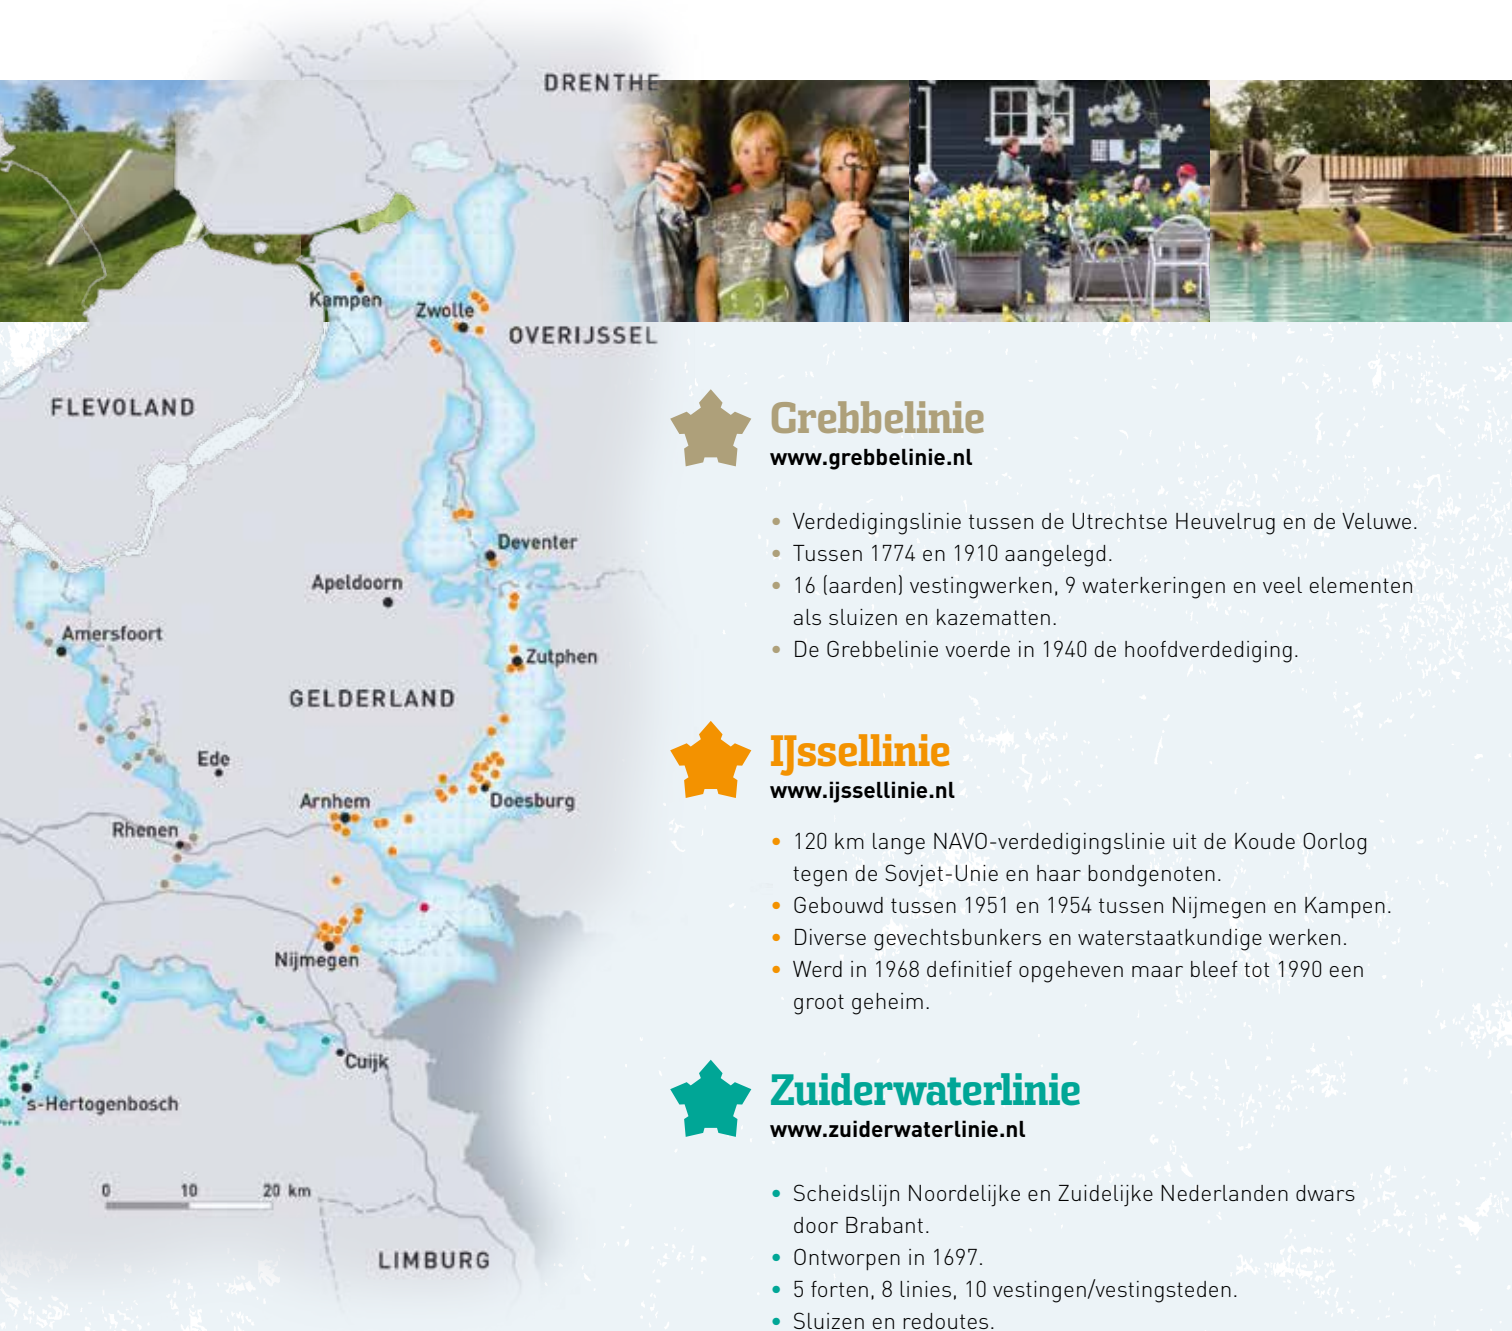 DRENTHE
Kampen
Zwolle
OVERIJSSEL
FLEVOLAND
Deventer
Apeldoorn
Amersfoort
Zutphen
GELDERLAND
Ede
Arnhem
Doesburg
Rhenen
Nijmegen
Cuijk
's-Hertogenbosch
0 10 20 km
LIMBURG
Grebbelinie
www.grebbelinie.nl
• Verdedigingslinie tussen de Utrechtse Heuvelrug en de Veluwe.
• Tussen 1774 en 1910 aangelegd.
• 16 (aarden) vestingwerken, 9 waterkeringen en veel elementen
als sluizen en kazematten.
• De Grebbelinie voerde in 1940 de hoofdverdediging.
IJssellinie
www.ijssellinie.nl
• 120 km lange NAVO-verdedigingslinie uit de Koude Oorlog
tegen de Sovjet-Unie en haar bondgenoten.
• Gebouwd tussen 1951 en 1954 tussen Nijmegen en Kampen.
• Diverse gevechtsbunkers en waterstaatkundige werken.
• Werd in 1968 definitief opgeheven maar bleef tot 1990 een
groot geheim.
Zuiderwaterlinie
www.zuiderwaterlinie.nl
• Scheidslijn Noordelijke en Zuidelijke Nederlanden dwars
door Brabant.
• Ontworpen in 1697.
• 5 forten, 8 linies, 10 vestingen/vestingsteden.
• Sluizen en redoutes.